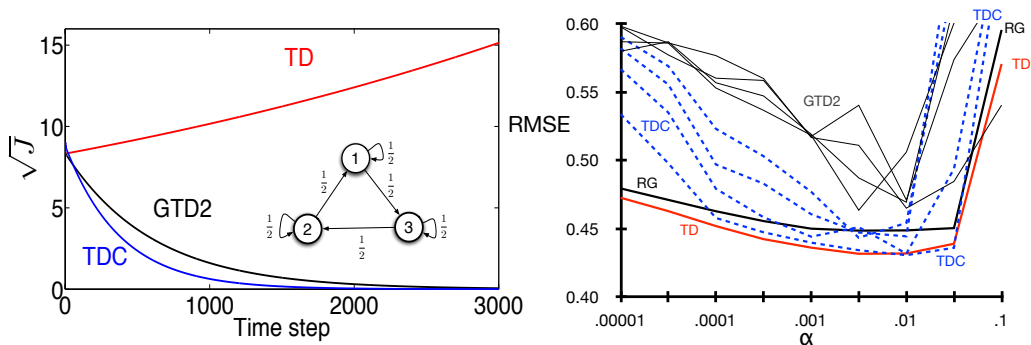 15
TD
10
√J
1
1/2
1/2
1/2
GTD2
5
1/2
2
3
1/2
1/2
TDC
0
0
1000
2000
3000
Time step
0.60
TDC
RG
TD
0.55
GTD2
RMSE
TDC
0.50
RG
0.45
TD
TDC
0.40
.00001
.0001
.001
.01
.1
α